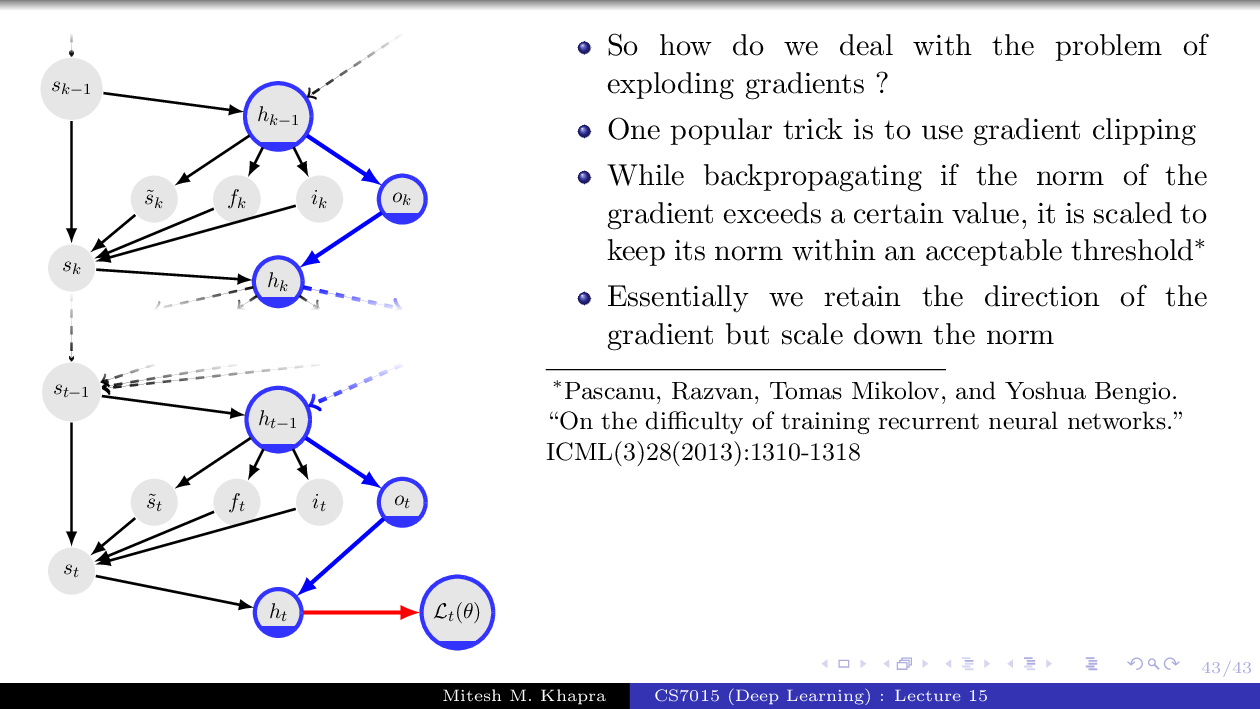 s_{k−1}
h_{k−1}
s̃_k f_k i_k o_k
s_k
h_k
s_{t−1}
h_{t−1}
s̃_t f_t i_t o_t
s_t
h_t
ℒ_t(θ)
So how do we deal with the problem of
exploding gradients ?
One popular trick is to use gradient clipping
While backpropagating if the norm of the
gradient exceeds a certain value, it is scaled to
keep its norm within an acceptable threshold*
Essentially we retain the direction of the
gradient but scale down the norm
*Pascanu, Razvan, Tomas Mikolov, and Yoshua Bengio.
“On the difficulty of training recurrent neural networks.”
ICML(3)28(2013):1310-1318
43/43
Mitesh M. Khapra CS7015 (Deep Learning) : Lecture 15